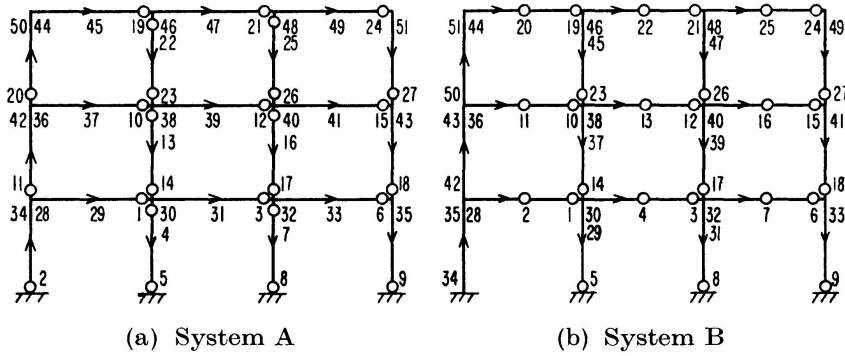 50 44 45 19 46 47 21 48 49 24 51
22 25
20 23 26 27
42 36 37 10 38 39 12 40 41 15 43
13 16
11 14 17 18
34 28 29 1 30 31 3 32 33 6 35
4 7
2 5 8 9
(a) System A
51 44 20 19 46 22 21 48 25 24 49
45 47
50 23 26 27
43 36 11 10 38 13 12 40 16 15 41
37 39
42 14 17 18
35 28 2 1 30 4 3 32 7 6 33
29 31
34 5 8 9
(b) System B